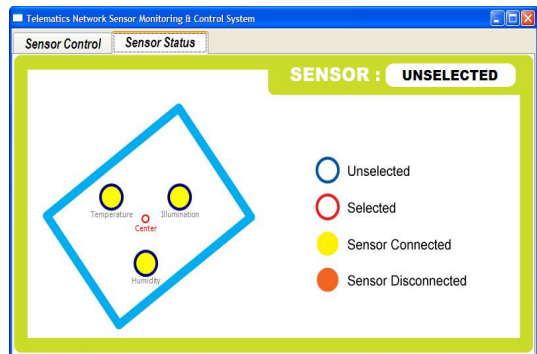 Telematics Network Sensor Monitoring & Control System
Sensor Control Sensor Status
SENSOR : UNSELECTED
Unselected
Selected
Sensor Connected
Sensor Disconnected
Temperature Illumination
Center
Humidity